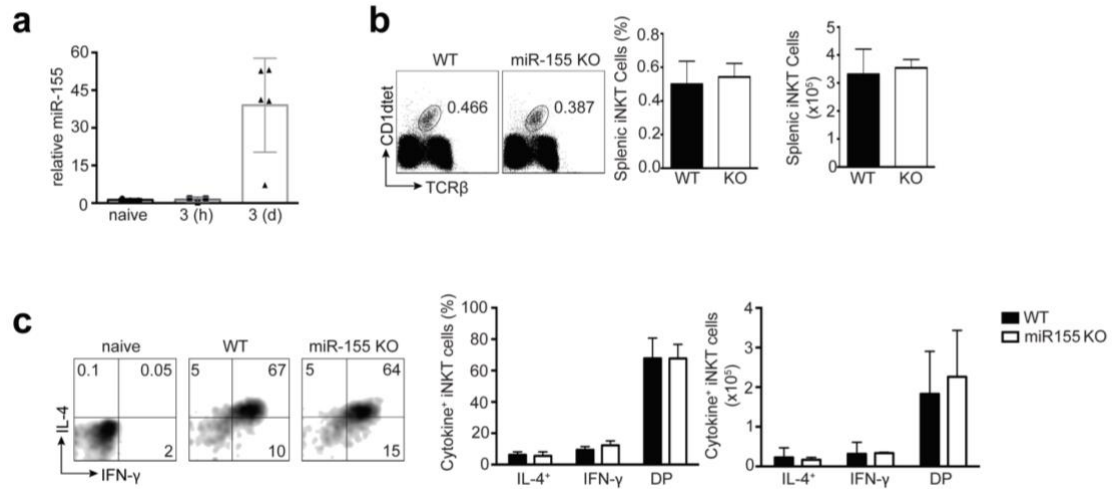 a
relative miR-155
60
45
30
15
0
naive
3 (h)
3 (d)
b
WT
miR-155 KO
CD1dtet
0.466
0.387
TCRβ
Splenic iNKT Cells (%)
0.8
0.6
0.4
0.2
0.0
WT
KO
Splenic iNKT Cells
(x10⁵)
5
4
3
2
1
0
WT
KO
c
naive
WT
miR-155 KO
0.1
0.05
2
5
67
10
5
64
15
IL-4
IFN-γ
Cytokine⁺ iNKT cells (%)
100
80
60
40
20
0
IL-4⁺
IFN-γ
DP
Cytokine⁺ iNKT cells
(x10⁵)
4
3
2
1
0
IL-4⁺
IFN-γ
DP
WT
miR155 KO